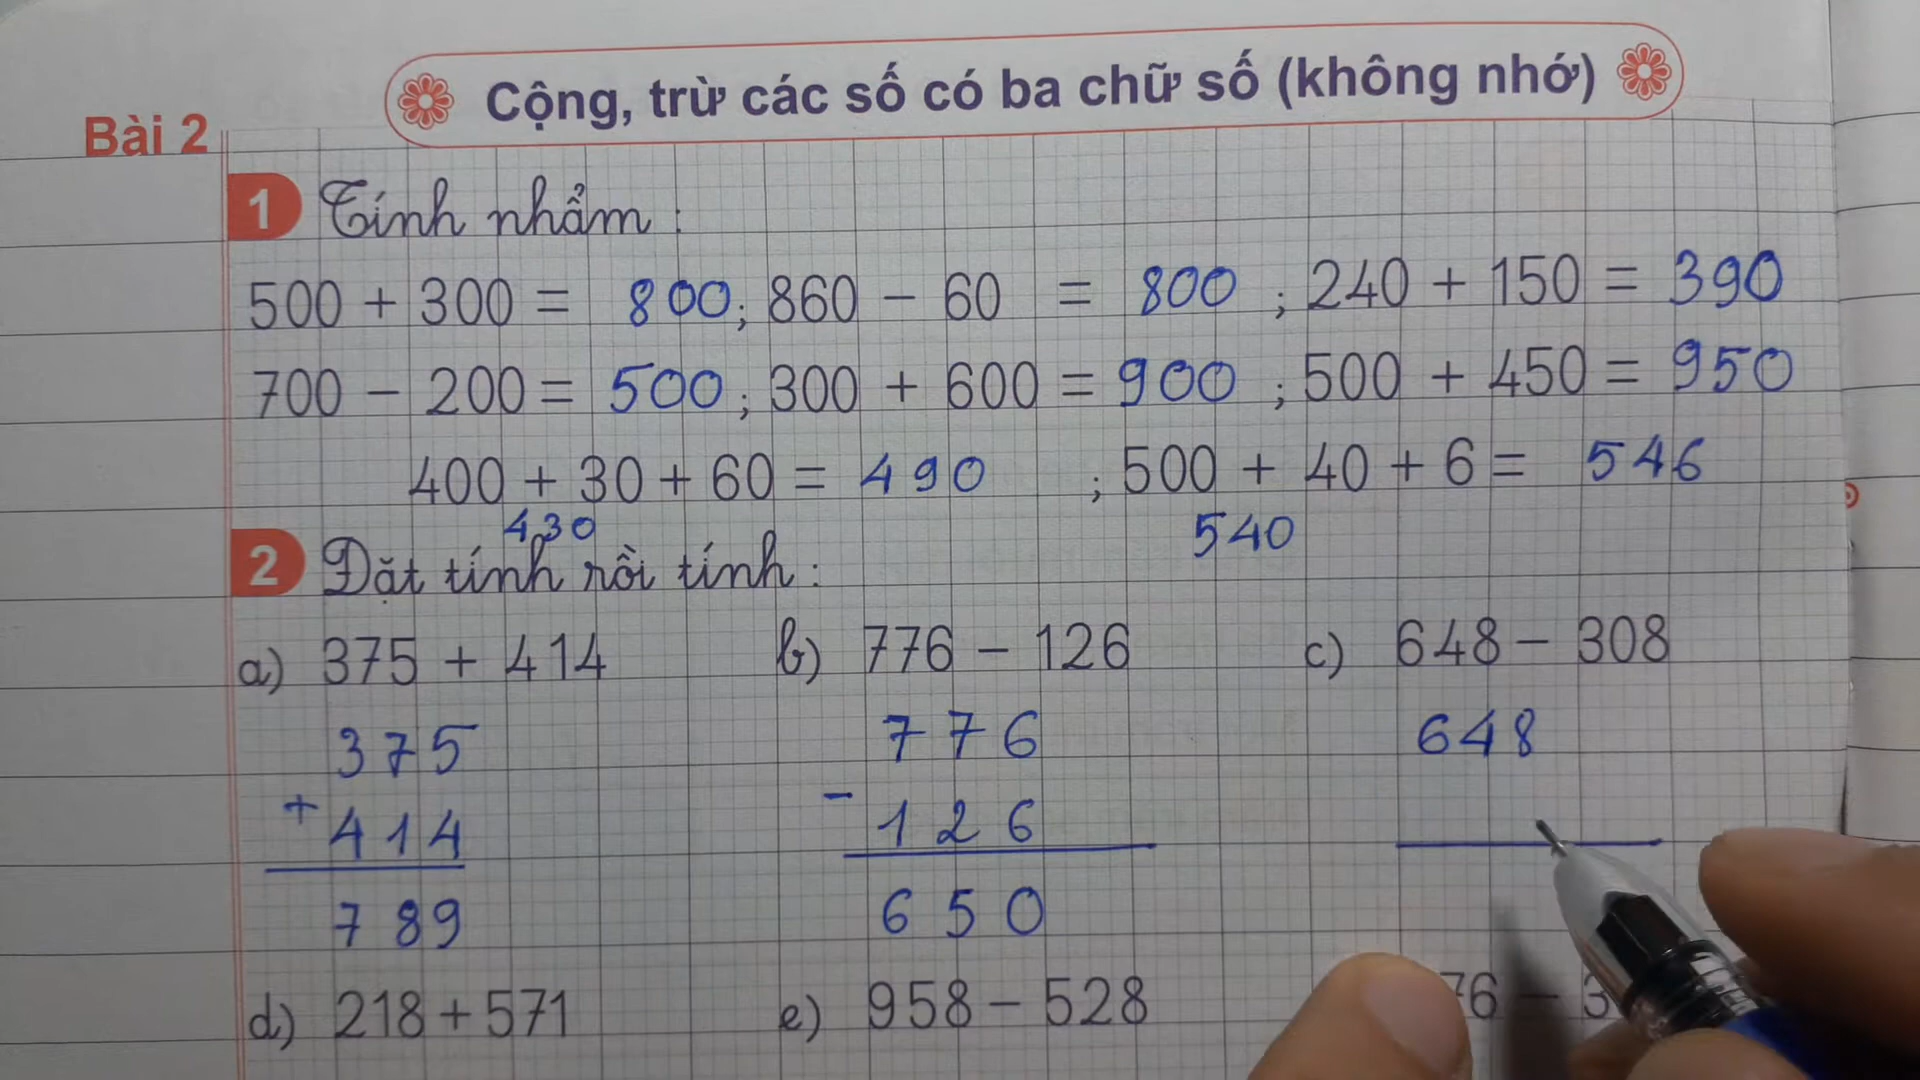 Cộng, trừ các số có ba chữ số (không nhớ)
Bài 2
1 Tính nhẩm :
500 + 300 = 800 ; 860 - 60 = 800 ; 240 + 150 = 390
700 - 200 = 500 ; 300 + 600 = 900 ; 500 + 450 = 950
400 + 30 + 60 = 490 ; 500 + 40 + 6 = 546
430 540
2 Đặt tính rồi tính :
a) 375 + 414 b) 776 - 126 c) 648 - 308
375 776 648
+ -
414 126
789 650
d) 218 + 571 e) 958 - 528 76 - 3